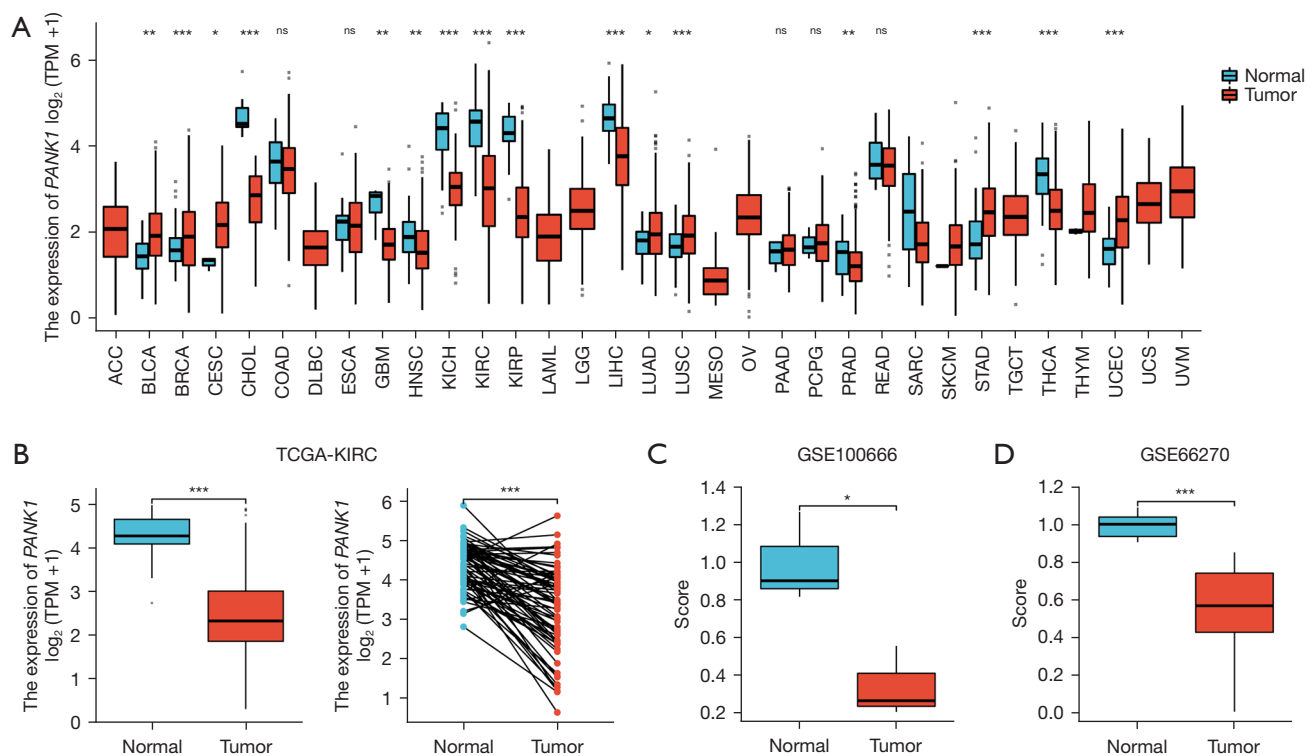 A
The expression of PANK1 log₂ (TPM +1)
6
4
2
0
** *** * *** ns ns ** ** *** *** *** *** * *** ns ns ** ns *** *** ***
Normal
Tumor
ACC BLCA BRCA CESC CHOL COAD DLBC ESCA GBM HNSC KICH KIRC KIRP LAML LGG LIHC LUAD LUSC MESO OV PAAD PCPG PRAD READ SARC SKCM STAD TGCT THCA THYM UCEC UCS UVM
B
TCGA-KIRC
The expression of PANK1
log₂ (TPM +1)
5
4
3
2
1
0
***
Normal Tumor
The expression of PANK1
log₂ (TPM +1)
6
5
4
3
2
1
***
Normal Tumor
C
GSE100666
Score
1.4
1.2
1.0
0.8
0.6
0.4
0.2
*
Normal Tumor
D
GSE66270
Score
1.2
1.0
0.8
0.6
0.4
0.2
0.0
***
Normal Tumor